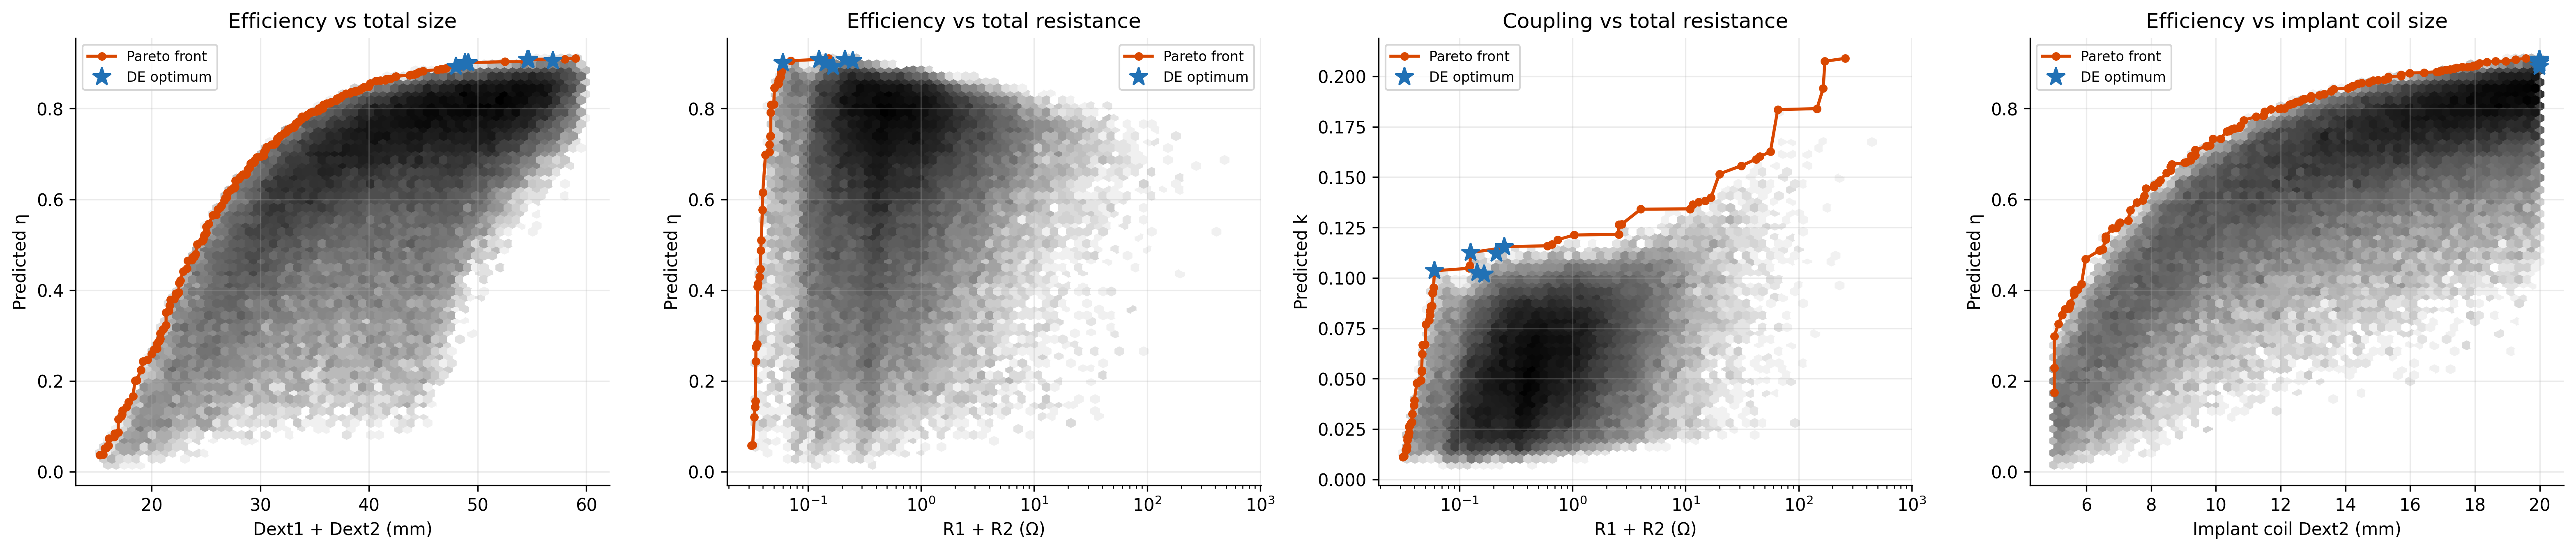 Efficiency vs total size
Predicted η
0.8
0.6
0.4
0.2
0.0
Pareto front
DE optimum
20 30 40 50 60
Dext1 + Dext2 (mm)
Efficiency vs total resistance
Predicted η
0.8
0.6
0.4
0.2
0.0
Pareto front
DE optimum
10⁻¹ 10⁰ 10¹ 10² 10³
R1 + R2 (Ω)
Coupling vs total resistance
Predicted k
0.200
0.175
0.150
0.125
0.100
0.075
0.050
0.025
0.000
Pareto front
DE optimum
10⁻¹ 10⁰ 10¹ 10² 10³
R1 + R2 (Ω)
Efficiency vs implant coil size
Predicted η
0.8
0.6
0.4
0.2
0.0
Pareto front
DE optimum
6 8 10 12 14 16 18 20
Implant coil Dext2 (mm)